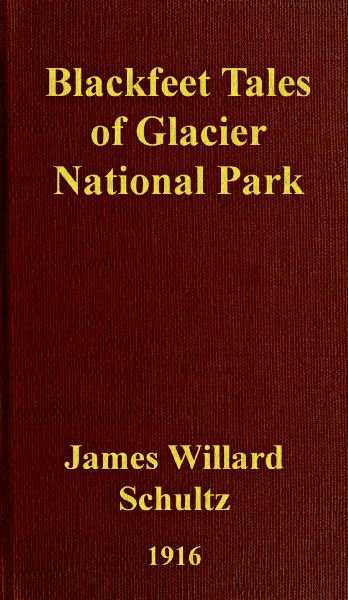 Blackfeet Tales
of Glacier
National Park
James Willard
Schultz
1916